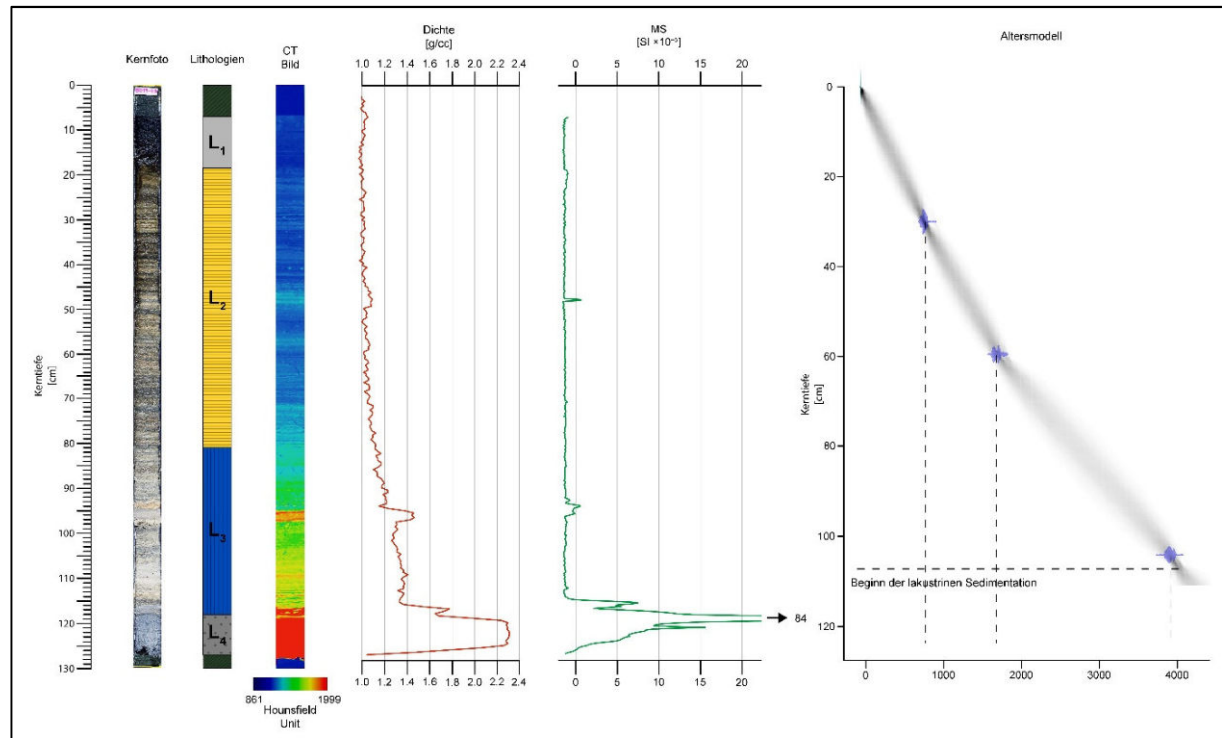 Kernfoto
Lithologien
CT
Bild
Dichte
[g/cc]
MS
[SI ×10⁻⁵]
Altersmodell
1.0 1.2 1.4 1.6 1.8 2.0 2.2 2.4
0 5 10 15 20
Kerntiefe
[cm]
0
10
20
30
40
50
60
70
80
90
100
110
120
130
L1
L2
L3
L4
861 1999
Hounsfield
Unit
1.0 1.2 1.4 1.6 1.8 2.0 2.2 2.4
0 5 10 15 20
84
Kerntiefe
[cm]
0
20
40
60
80
100
120
Beginn der lakustrinen Sedimentation
0 1000 2000 3000 4000